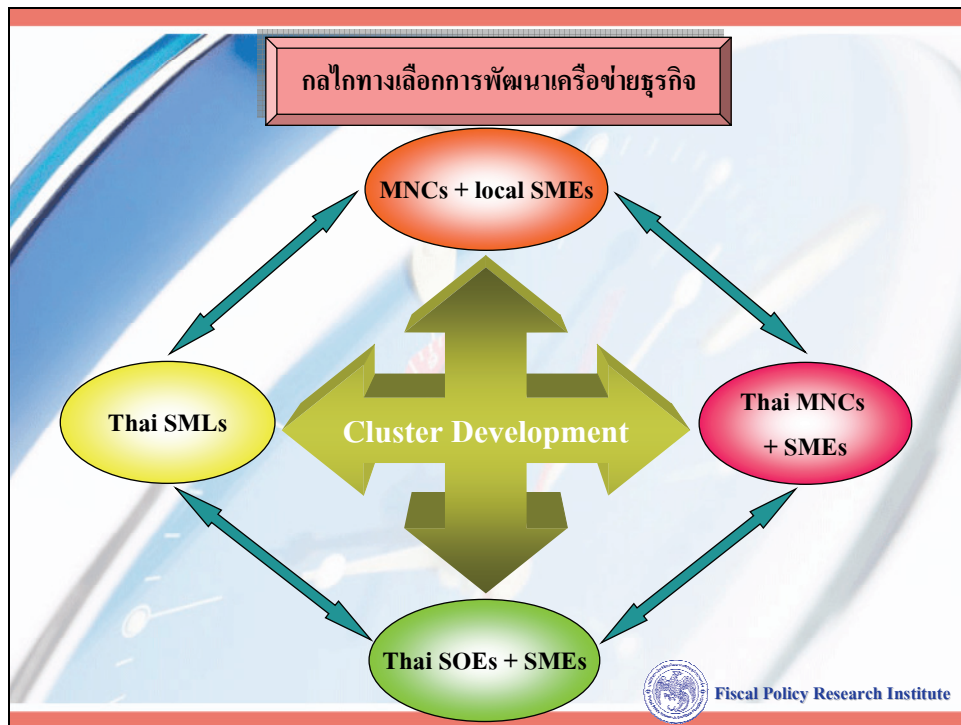 กลไกทางเลือกการพัฒนาเครือข่ายธุรกิจ
MNCs + local SMEs
Thai SMLs
Cluster Development
Thai MNCs
+ SMEs
Thai SOEs + SMEs
Fiscal Policy Research Institute